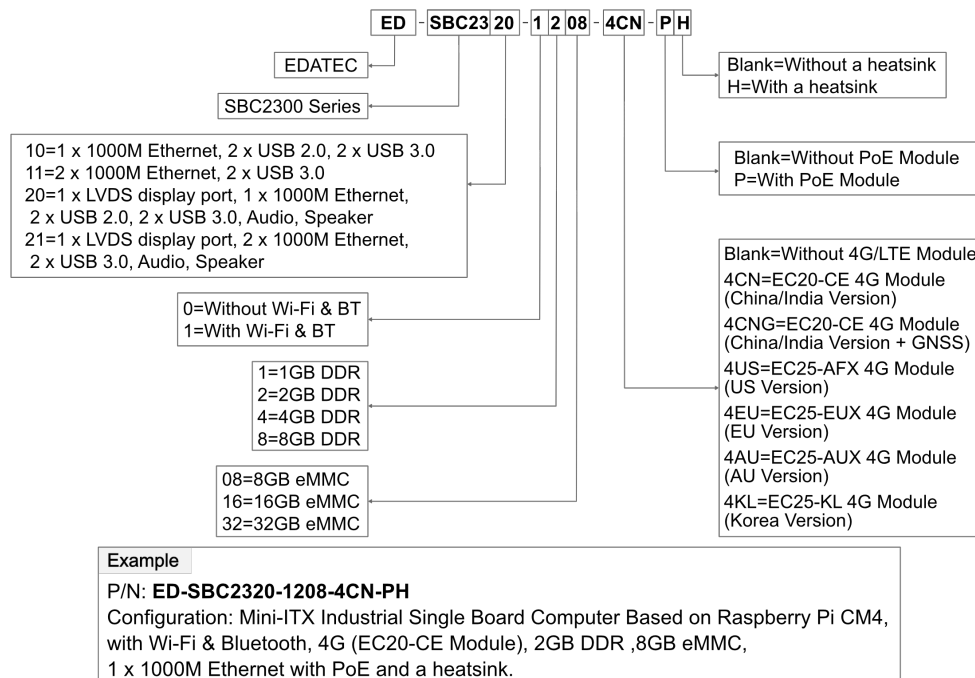 ED - SBC23 20 - 1 2 08 - 4CN - P H
EDATEC
SBC2300 Series
10=1 x 1000M Ethernet, 2 x USB 2.0, 2 x USB 3.0
11=2 x 1000M Ethernet, 2 x USB 3.0
20=1 x LVDS display port, 1 x 1000M Ethernet,
2 x USB 2.0, 2 x USB 3.0, Audio, Speaker
21=1 x LVDS display port, 2 x 1000M Ethernet,
2 x USB 3.0, Audio, Speaker
0=Without Wi-Fi & BT
1=With Wi-Fi & BT
1=1GB DDR
2=2GB DDR
4=4GB DDR
8=8GB DDR
08=8GB eMMC
16=16GB eMMC
32=32GB eMMC
Blank=Without a heatsink
H=With a heatsink
Blank=Without PoE Module
P=With PoE Module
Blank=Without 4G/LTE Module
4CN=EC20-CE 4G Module
(China/India Version)
4CNG=EC20-CE 4G Module
(China/India Version + GNSS)
4US=EC25-AFX 4G Module
(US Version)
4EU=EC25-EUX 4G Module
(EU Version)
4AU=EC25-AUX 4G Module
(AU Version)
4KL=EC25-KL 4G Module
(Korea Version)
Example
P/N: ED-SBC2320-1208-4CN-PH
Configuration: Mini-ITX Industrial Single Board Computer Based on Raspberry Pi CM4,
with Wi-Fi & Bluetooth, 4G (EC20-CE Module), 2GB DDR ,8GB eMMC,
1 x 1000M Ethernet with PoE and a heatsink.